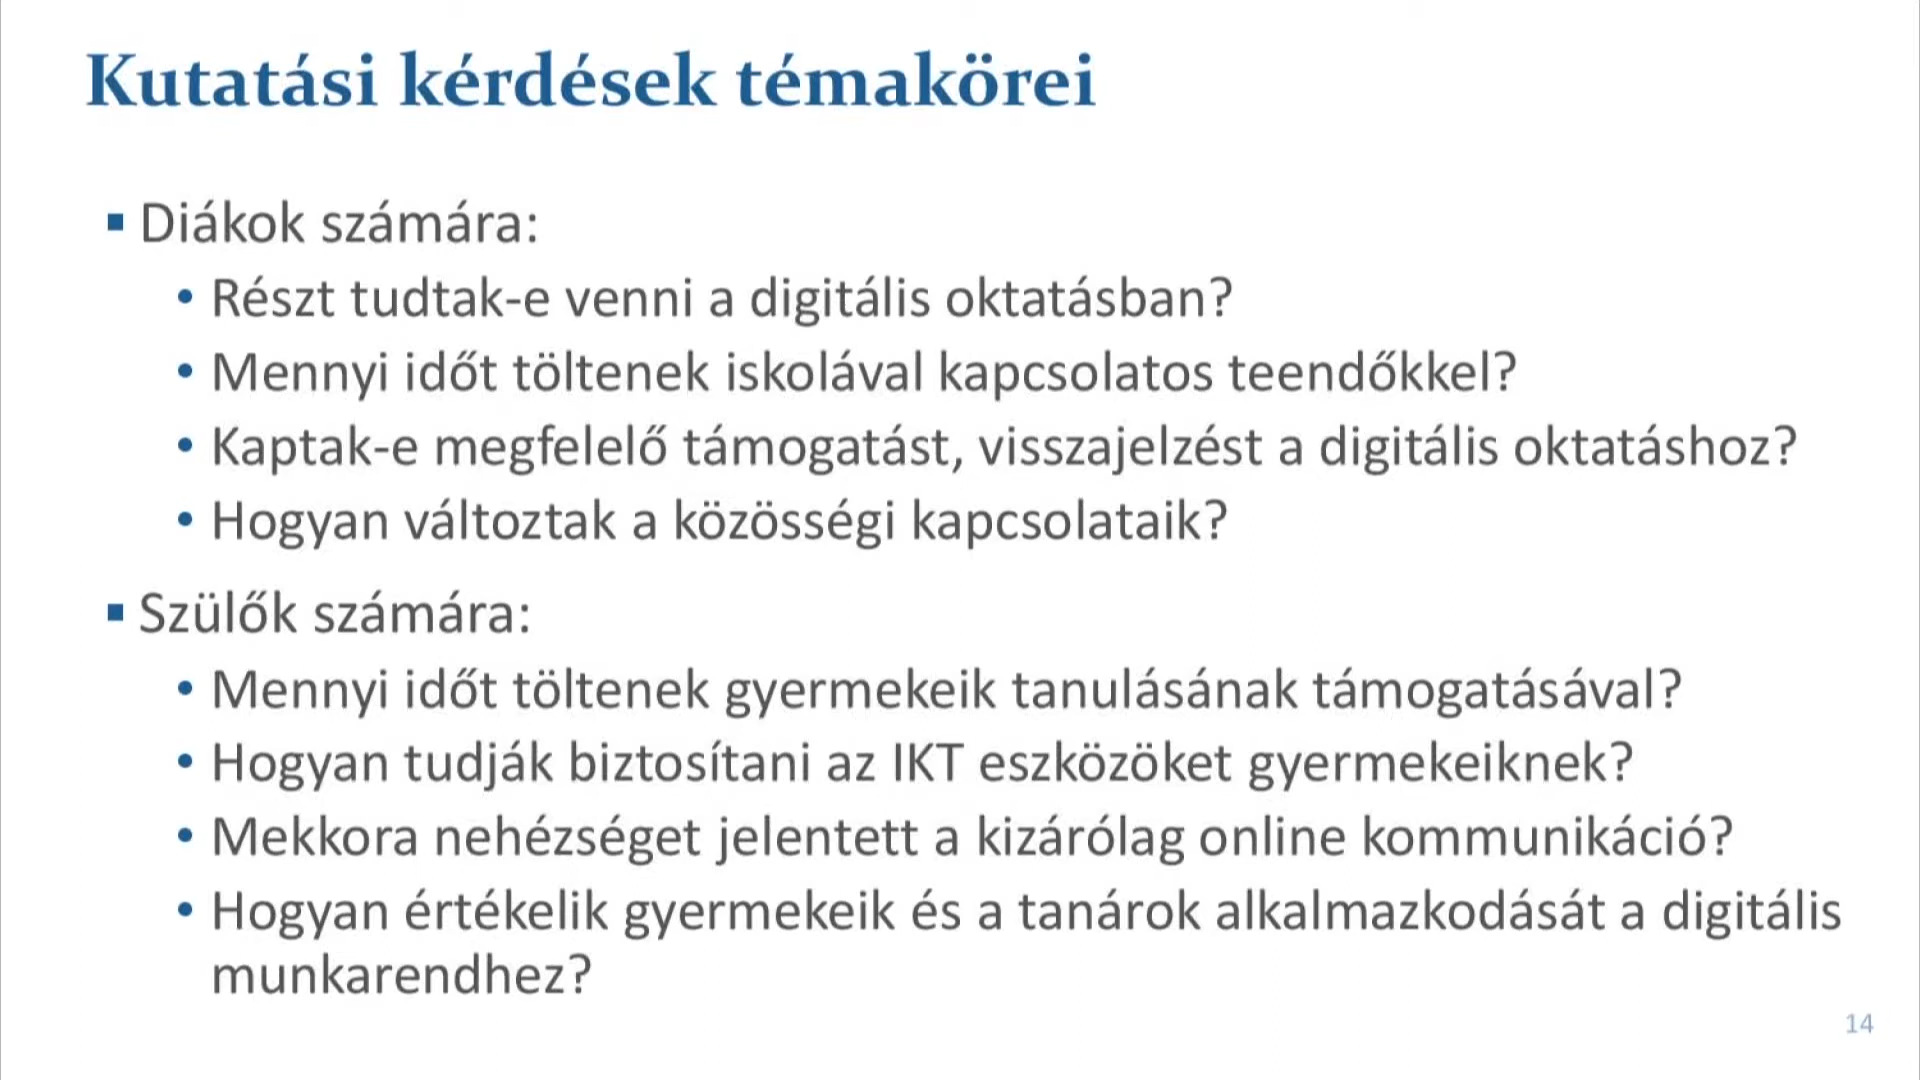 Kutatási kérdések témakörei
▪ Diákok számára:
• Részt tudtak-e venni a digitális oktatásban?
• Mennyi időt töltenek iskolával kapcsolatos teendőkkel?
• Kaptak-e megfelelő támogatást, visszajelzést a digitális oktatáshoz?
• Hogyan változtak a közösségi kapcsolataik?
▪ Szülők számára:
• Mennyi időt töltenek gyermekeik tanulásának támogatásával?
• Hogyan tudják biztosítani az IKT eszközöket gyermekeiknek?
• Mekkora nehézséget jelentett a kizárólag online kommunikáció?
• Hogyan értékelik gyermekeik és a tanárok alkalmazkodását a digitális
munkarendhez?
14